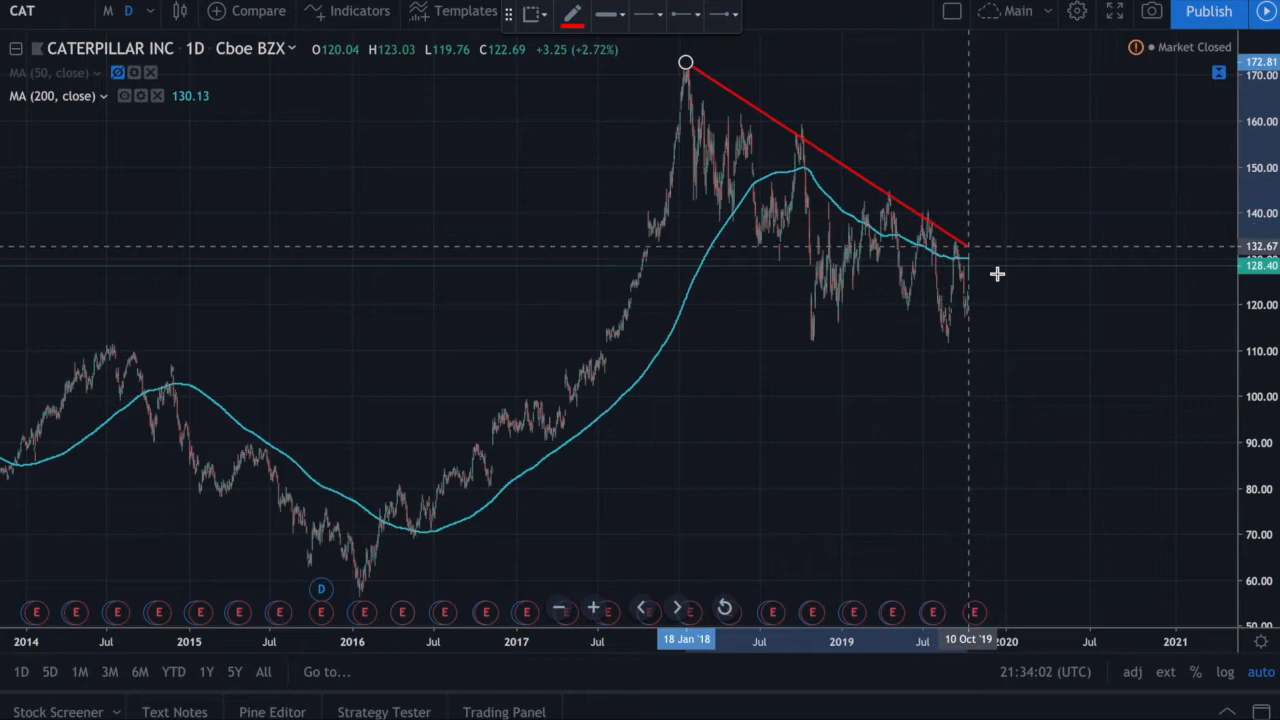 CAT M D Compare Indicators Templates Main Publish
CATERPILLAR INC · 1D · Cboe BZX O120.04 H123.03 L119.76 C122.69 +3.25 (+2.72%) Market Closed
MA (50, close)
MA (200, close) 130.13
172.81
170.00
160.00
150.00
140.00
132.67
128.40
120.00
110.00
100.00
90.00
80.00
70.00
60.00
50.00
D
E E E E E E E E E E E E E E E E E E E E E E E
2014 Jul 2015 Jul 2016 Jul 2017 Jul 18 Jan '18 Jul 2019 Jul 10 Oct '19 2020 Jul 2021
1D 5D 1M 3M 6M YTD 1Y 5Y All Go to... 21:34:02 (UTC) adj ext % log auto
Stock Screener Text Notes Pine Editor Strategy Tester Trading Panel